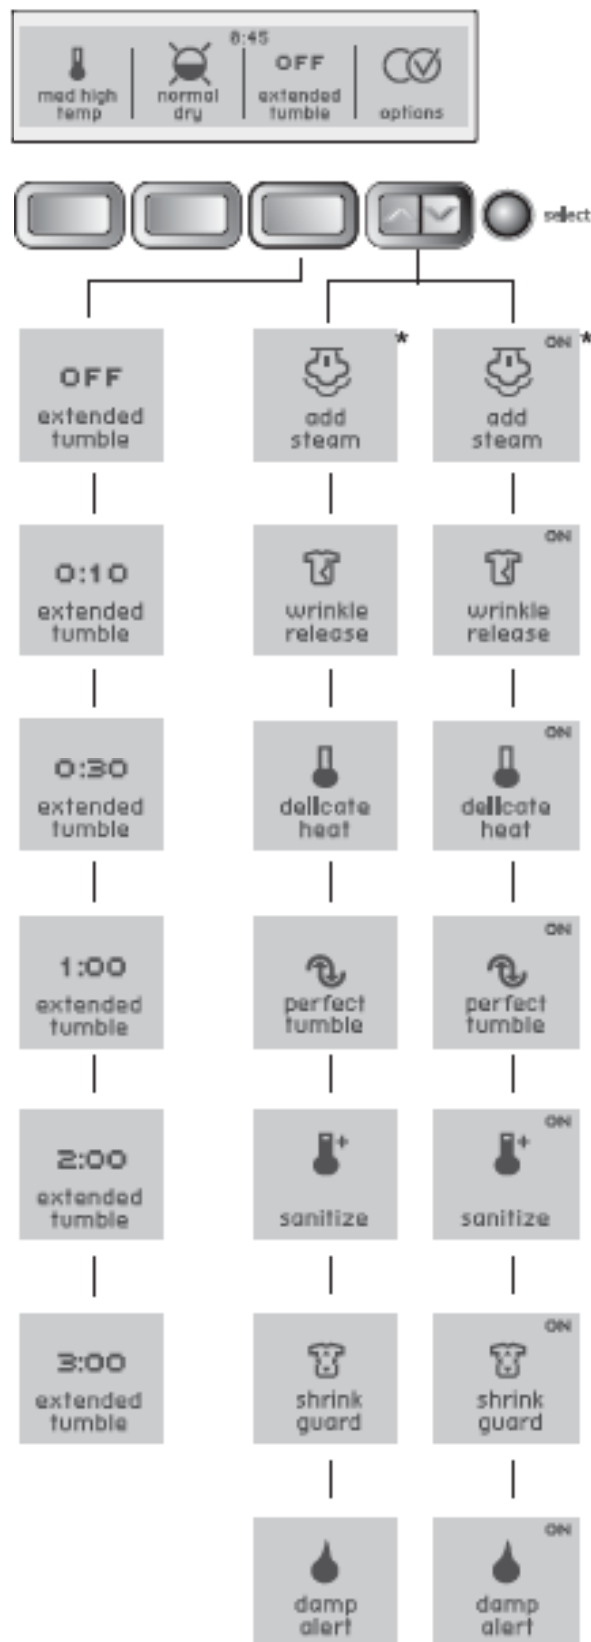 8:45
med high temp
normal dry
OFF extended tumble
options
select
OFF
extended
tumble
0:10
extended
tumble
0:30
extended
tumble
1:00
extended
tumble
2:00
extended
tumble
3:00
extended
tumble
*
add
steam
wrinkle
release
delicate
heat
perfect
tumble
+
sanitize
shrink
guard
damp
alert
ON *
add
steam
ON
wrinkle
release
ON
delicate
heat
ON
perfect
tumble
ON
+
sanitize
ON
shrink
guard
ON
damp
alert